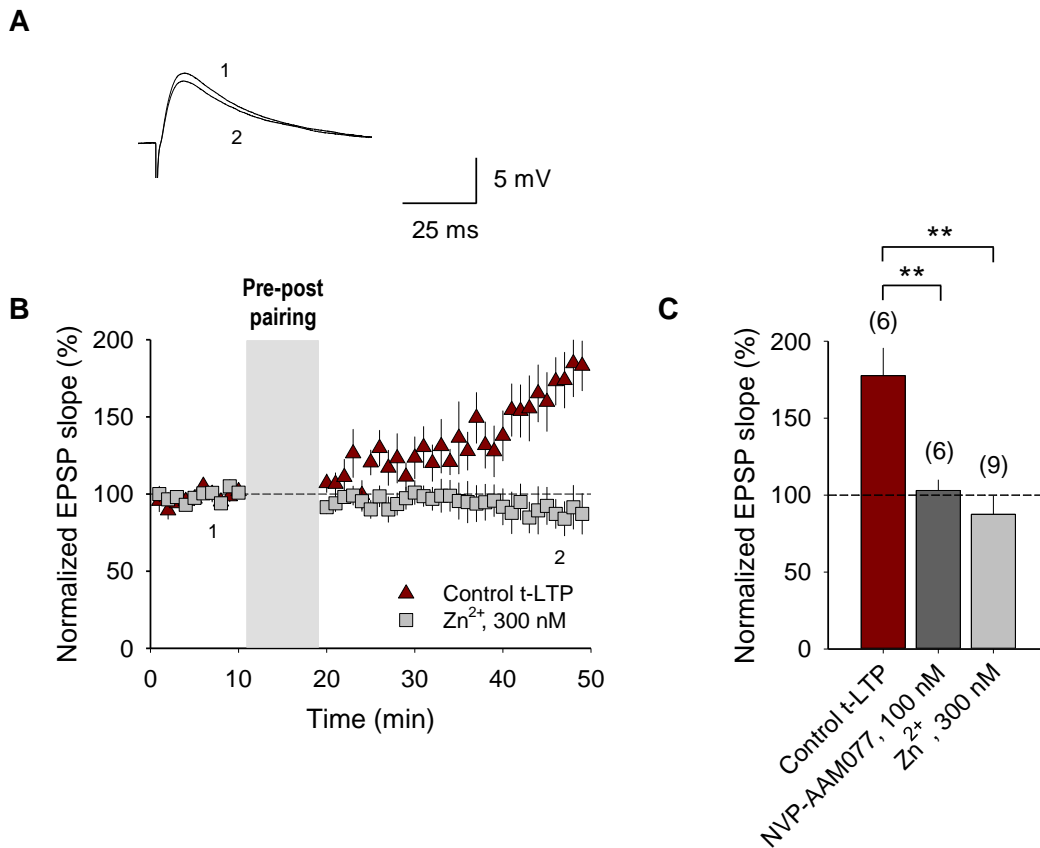 A
1
2
5 mV
25 ms
B
Pre-post
pairing
Normalized EPSP slope (%)
200
150
100
50
0
1
2
Control t-LTP
Zn2+, 300 nM
0 10 20 30 40 50
Time (min)
C
**
**
Normalized EPSP slope (%)
200
150
100
50
0
(6)
(6)
(9)
Control t-LTP
NVP-AAM077, 100 nM
Zn2+, 300 nM